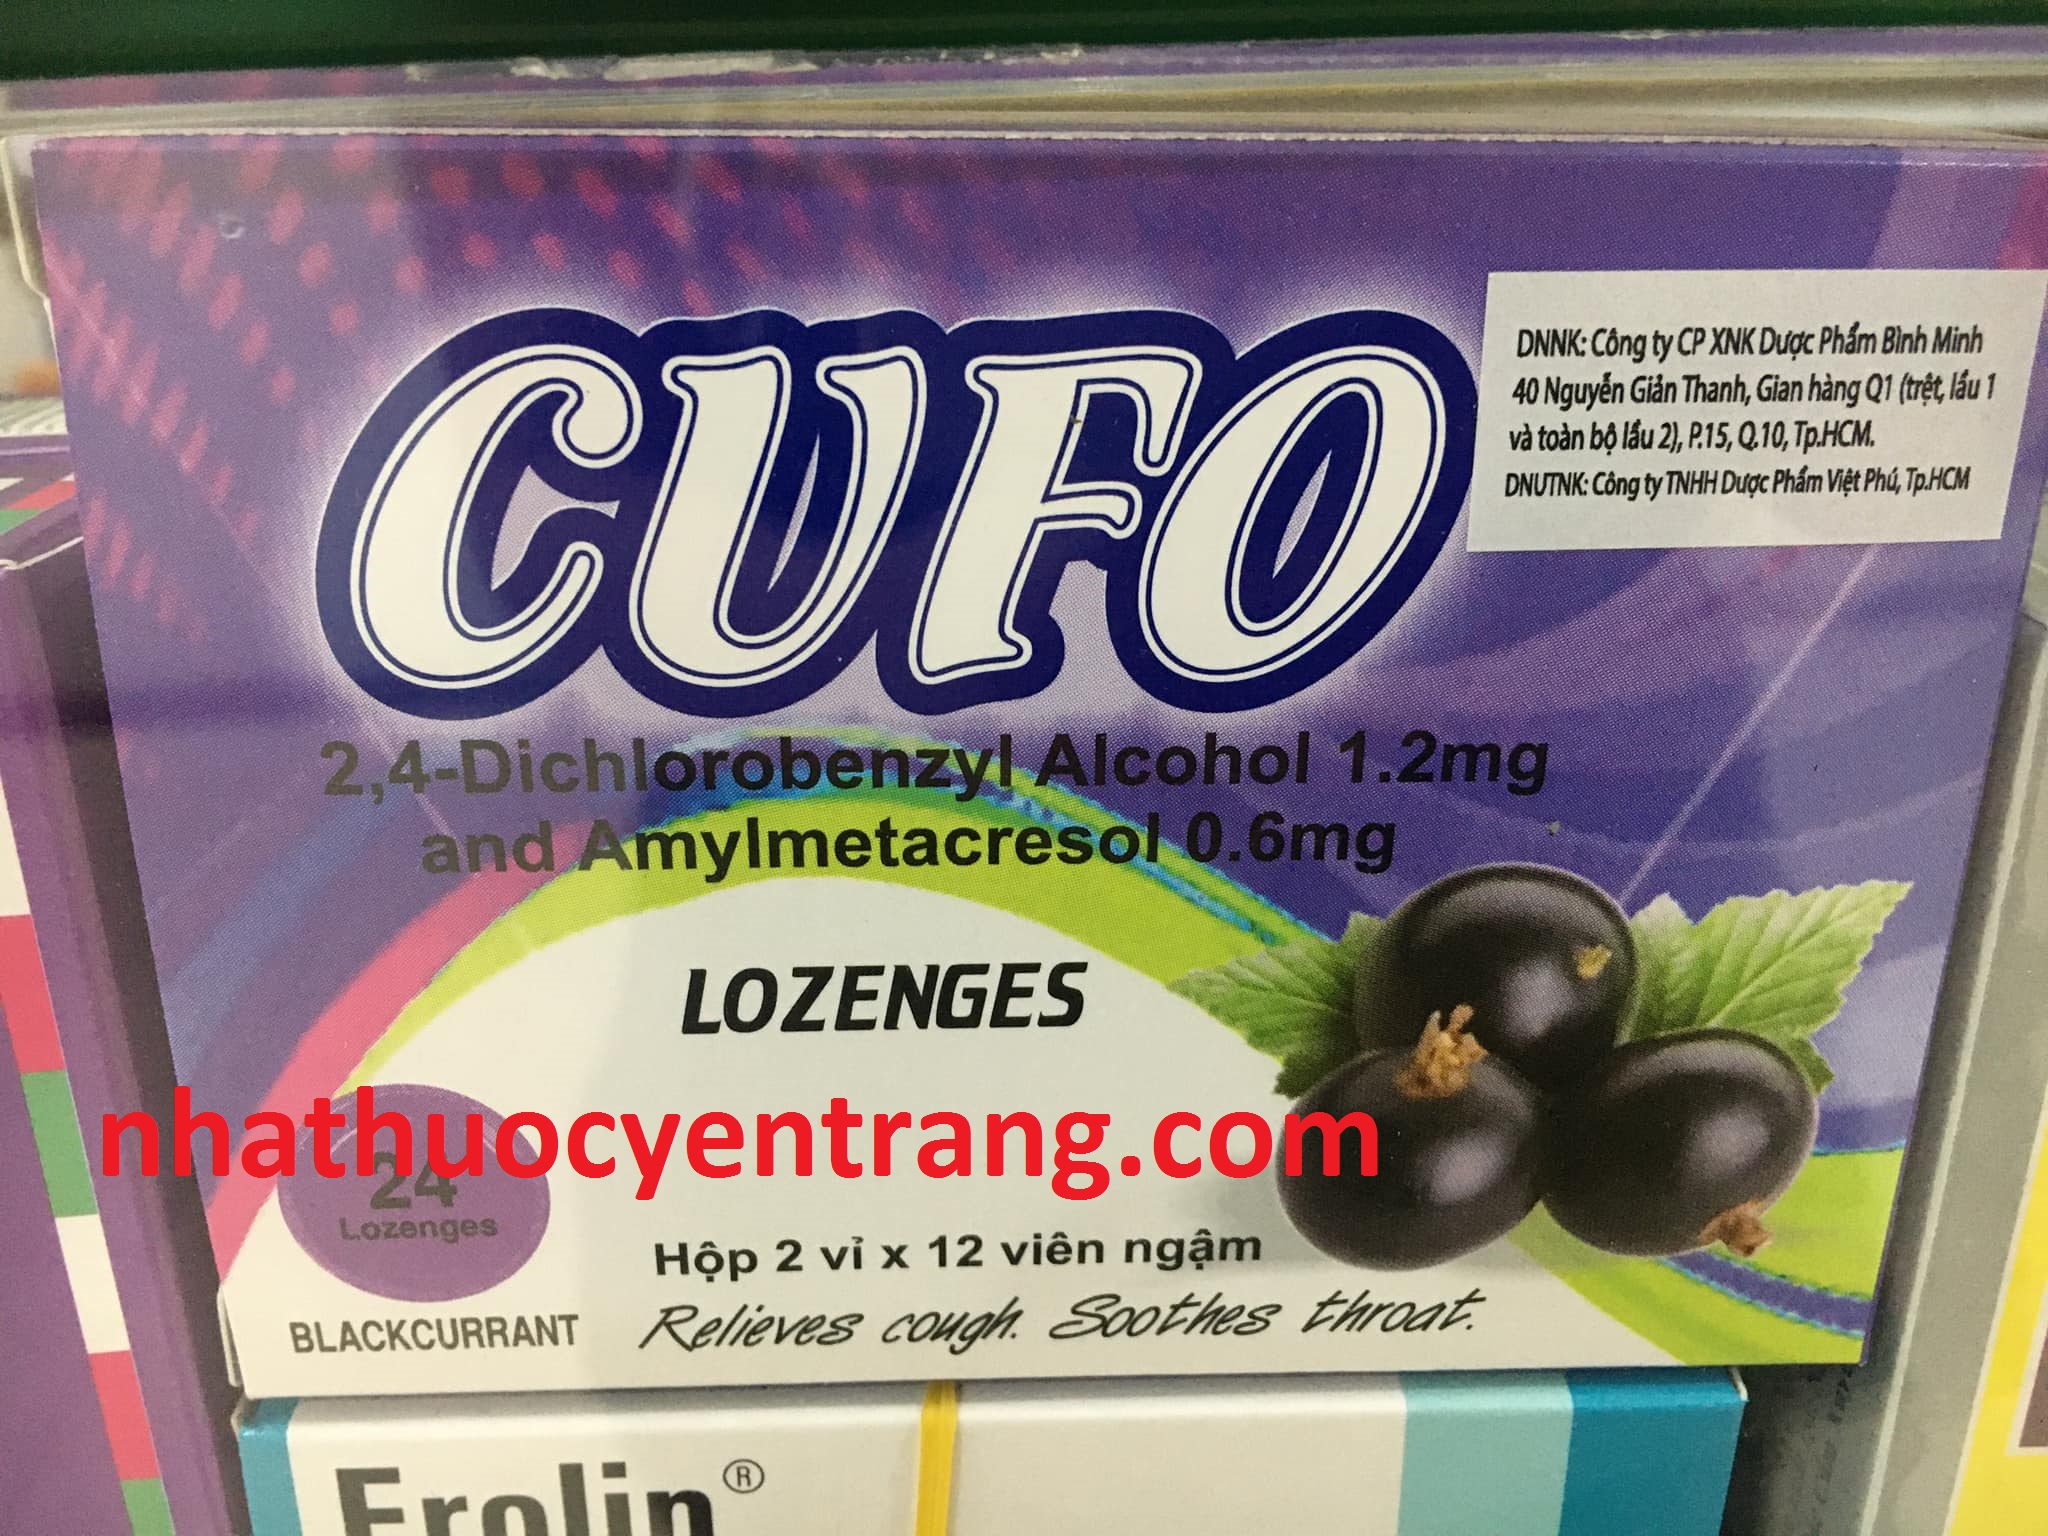 CUFO
DNNK: Công ty CP XNK Dược Phẩm Bình Minh
40 Nguyễn Giản Thanh, Gian hàng Q1 (trệt, lầu 1
và toàn bộ lầu 2), P.15, Q.10, Tp.HCM.
DNUTNK: Công ty TNHH Dược Phẩm Việt Phú, Tp.HCM
2,4-Dichlorobenzyl Alcohol 1.2mg
and Amylmetacresol 0.6mg
LOZENGES
nhathuocyentrang.com
24
Lozenges
BLACKCURRANT
Hộp 2 vỉ x 12 viên ngậm
Relieves cough. Soothes throat.
Erolin®